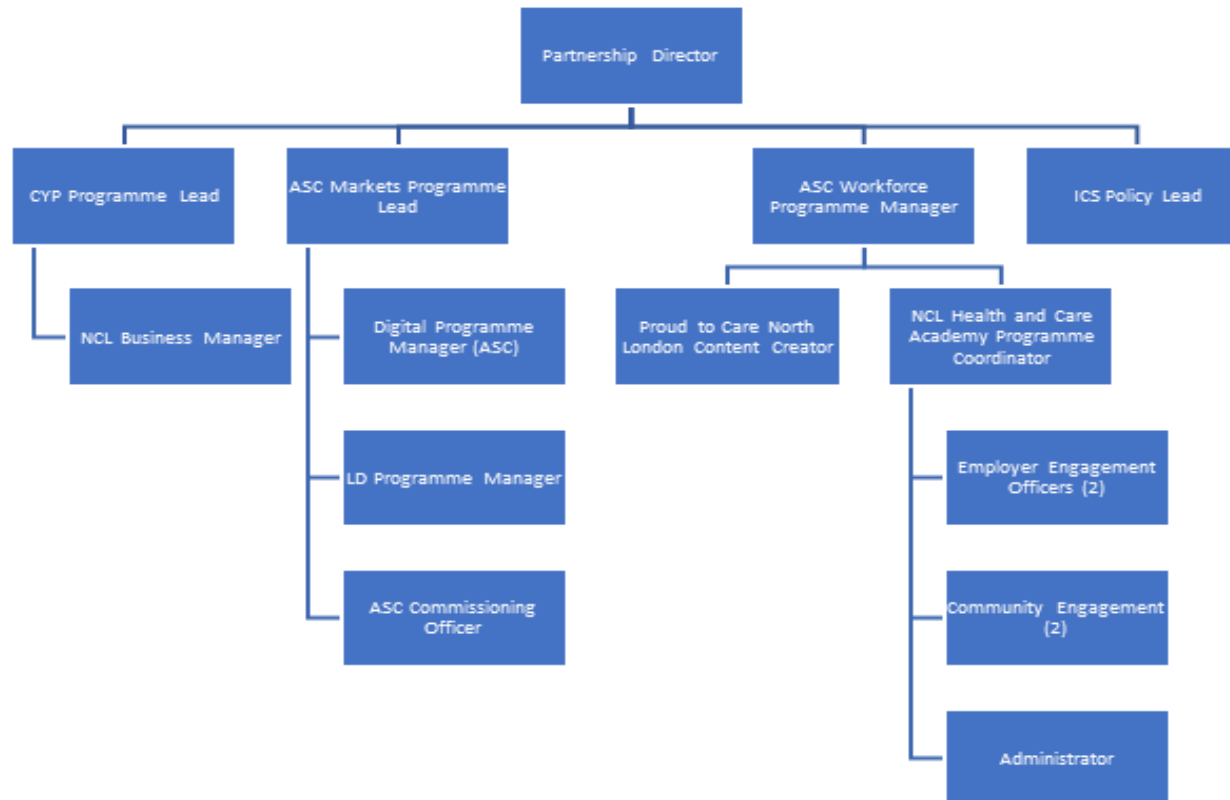 Partnership Director
CYP Programme Lead
ASC Markets Programme
Lead
ASC Workforce
Programme Manager
ICS Policy Lead
NCL Business Manager
Digital Programme
Manager (ASC)
Proud to Care North
London Content Creator
NCL Health and Care
Academy Programme
Coordinator
LD Programme Manager
Employer Engagement
Officers (2)
ASC Commissioning
Officer
Community Engagement
(2)
Administrator